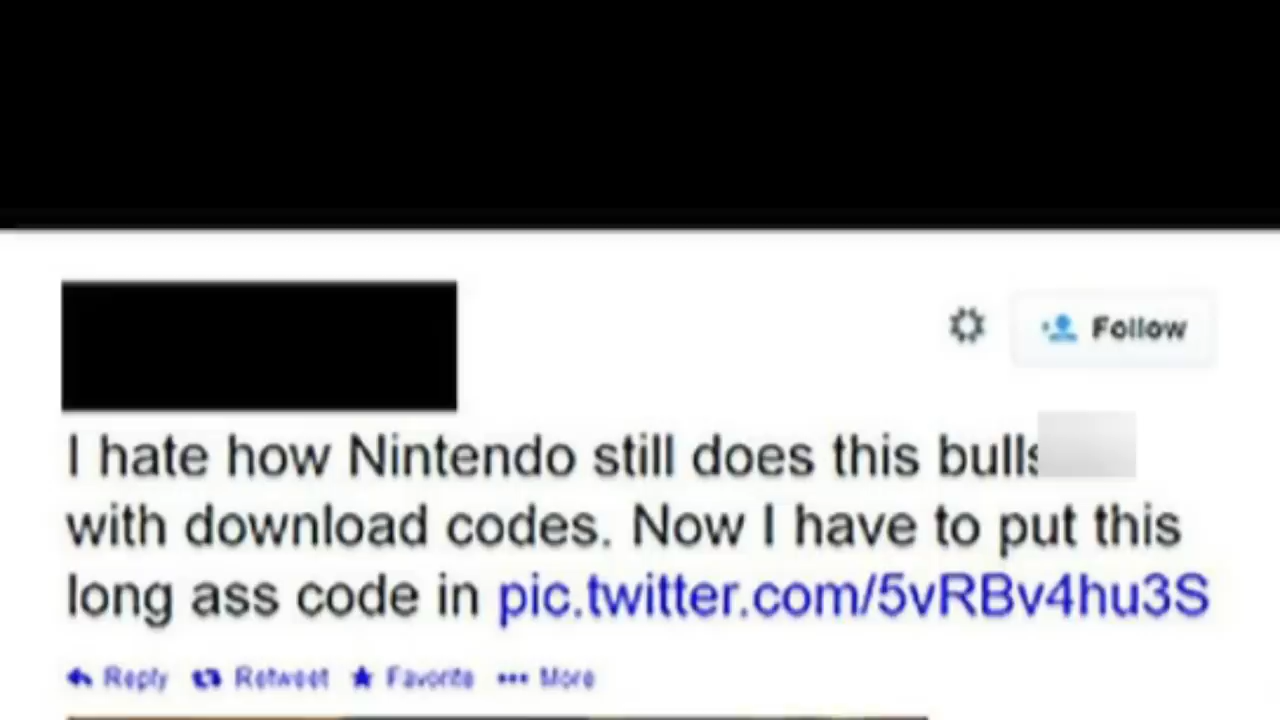 Follow
I hate how Nintendo still does this bulls
with download codes. Now I have to put this
long ass code in pic.twitter.com/5vRBv4hu3S
Reply Retweet Favorite More